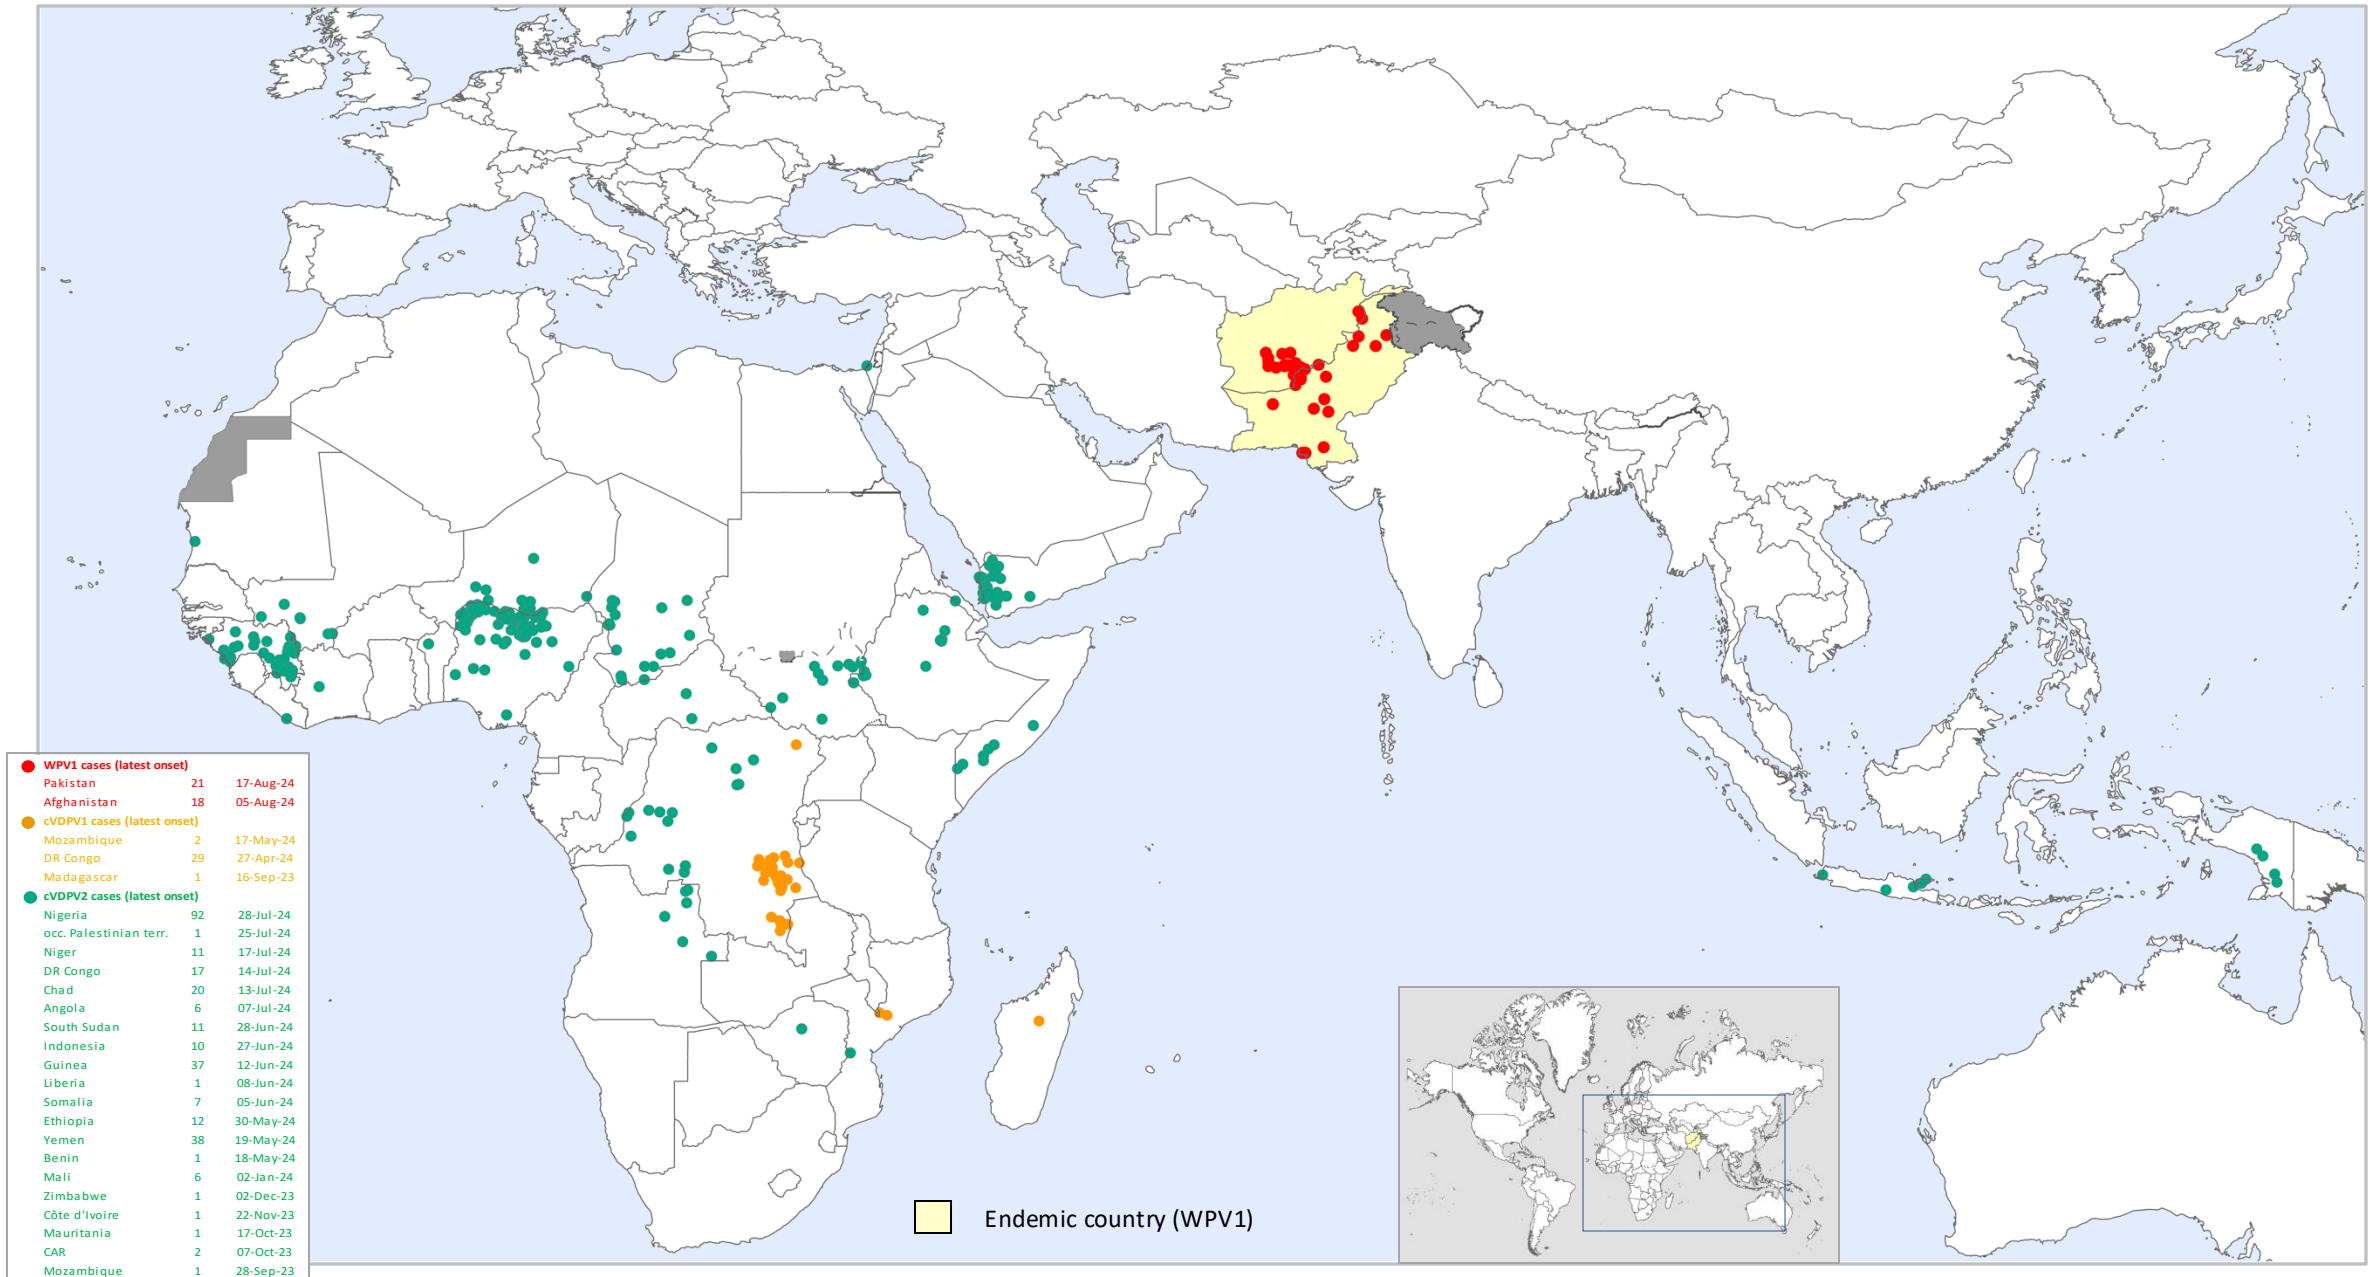 WPV1 cases (latest onset)
Pakistan 21 17-Aug-24
Afghanistan 18 05-Aug-24
cVDPV1 cases (latest onset)
Mozambique 2 17-May-24
DR Congo 29 27-Apr-24
Madagascar 1 16-Sep-23
cVDPV2 cases (latest onset)
Nigeria 92 28-Jul-24
occ. Palestinian terr. 1 25-Jul-24
Niger 11 17-Jul-24
DR Congo 17 14-Jul-24
Chad 20 13-Jul-24
Angola 6 07-Jul-24
South Sudan 11 28-Jun-24
Indonesia 10 27-Jun-24
Guinea 37 12-Jun-24
Liberia 1 08-Jun-24
Somalia 7 05-Jun-24
Ethiopia 12 30-May-24
Yemen 38 19-May-24
Benin 1 18-May-24
Mali 6 02-Jan-24
Zimbabwe 1 02-Dec-23
Côte d'Ivoire 1 22-Nov-23
Mauritania 1 17-Oct-23
CAR 2 07-Oct-23
Mozambique 1 28-Sep-23
Endemic country (WPV1)